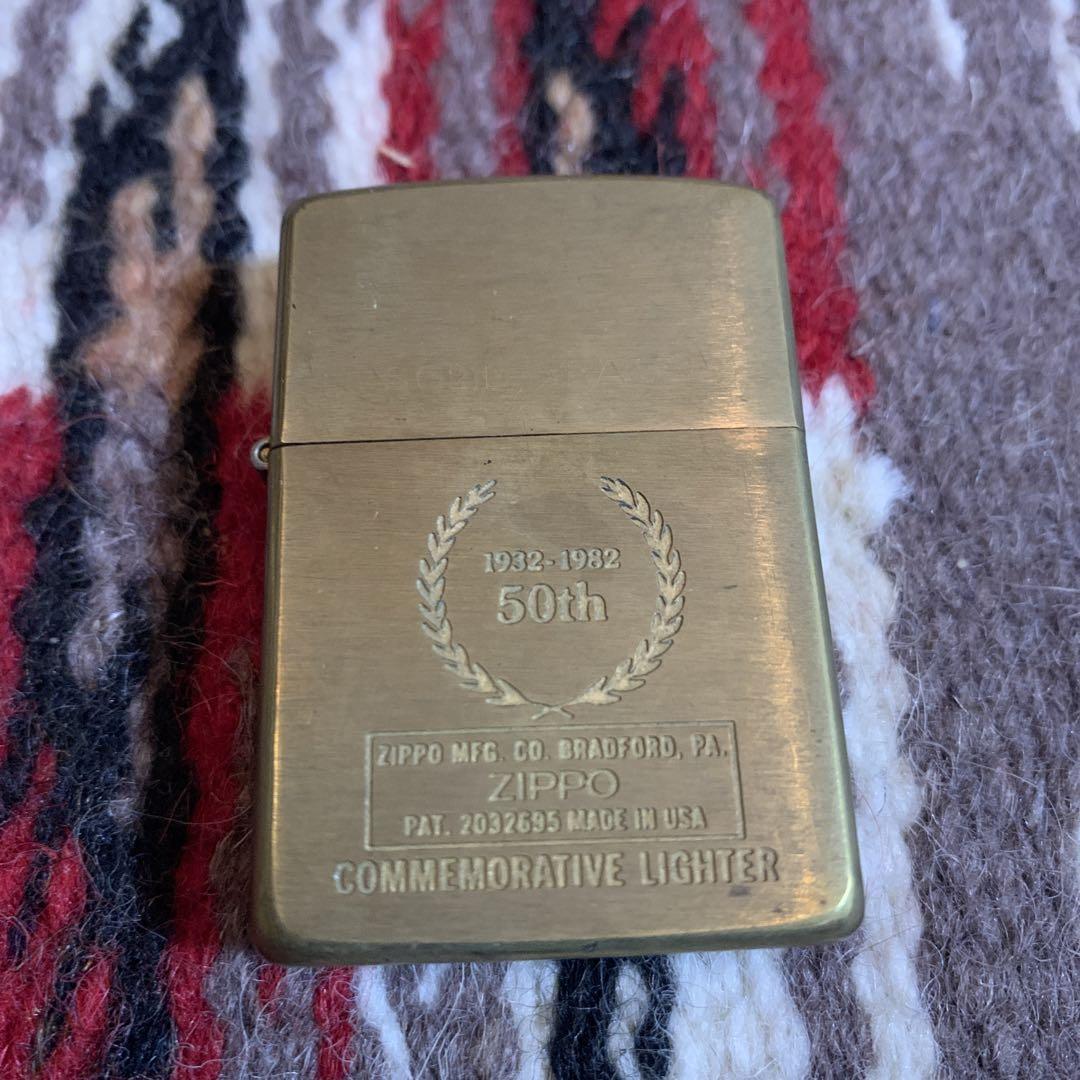 1932-1982
50th
ZIPPO MFG. CO. BRADFORD, PA.
ZIPPO
PAT. 2032695 MADE IN USA
COMMEMORATIVE LIGHTER